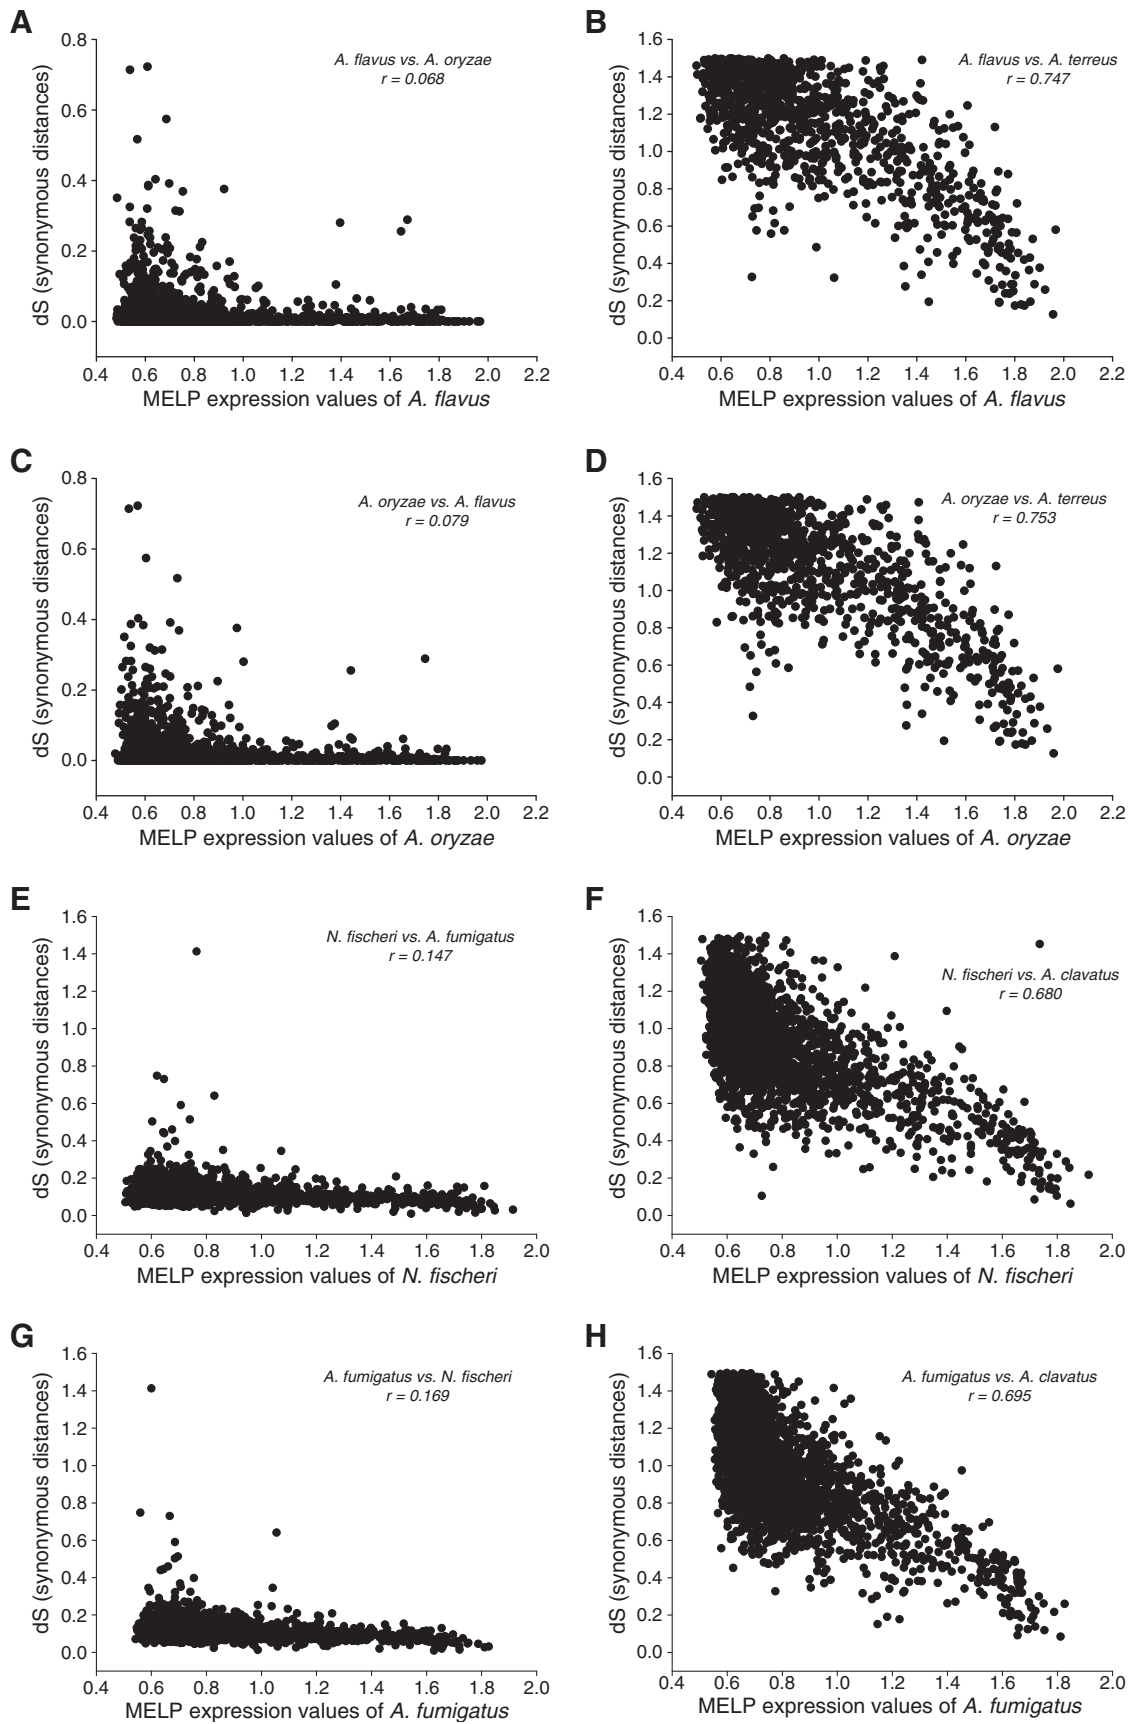 A
0.8
0.6
0.4
0.2
0.0
dS (synonymous distances)
A. flavus vs. A. oryzae
r = 0.068
0.4 0.6 0.8 1.0 1.2 1.4 1.6 1.8 2.0 2.2
MELP expression values of A. flavus
B
1.6
1.4
1.2
1.0
0.8
0.6
0.4
0.2
0.0
dS (synonymous distances)
A. flavus vs. A. terreus
r = 0.747
0.4 0.6 0.8 1.0 1.2 1.4 1.6 1.8 2.0 2.2
MELP expression values of A. flavus
C
0.8
0.6
0.4
0.2
0.0
dS (synonymous distances)
A. oryzae vs. A. flavus
r = 0.079
0.4 0.6 0.8 1.0 1.2 1.4 1.6 1.8 2.0 2.2
MELP expression values of A. oryzae
D
1.6
1.4
1.2
1.0
0.8
0.6
0.4
0.2
0.0
dS (synonymous distances)
A. oryzae vs. A. terreus
r = 0.753
0.4 0.6 0.8 1.0 1.2 1.4 1.6 1.8 2.0 2.2
MELP expression values of A. oryzae
E
1.6
1.4
1.2
1.0
0.8
0.6
0.4
0.2
0.0
dS (synonymous distances)
N. fischeri vs. A. fumigatus
r = 0.147
0.4 0.6 0.8 1.0 1.2 1.4 1.6 1.8 2.0
MELP expression values of N. fischeri
F
1.6
1.4
1.2
1.0
0.8
0.6
0.4
0.2
0.0
dS (synonymous distances)
N. fischeri vs. A. clavatus
r = 0.680
0.4 0.6 0.8 1.0 1.2 1.4 1.6 1.8 2.0
MELP expression values of N. fischeri
G
1.6
1.4
1.2
1.0
0.8
0.6
0.4
0.2
0.0
dS (synonymous distances)
A. fumigatus vs. N. fischeri
r = 0.169
0.4 0.6 0.8 1.0 1.2 1.4 1.6 1.8 2.0
MELP expression values of A. fumigatus
H
1.6
1.4
1.2
1.0
0.8
0.6
0.4
0.2
0.0
dS (synonymous distances)
A. fumigatus vs. A. clavatus
r = 0.695
0.4 0.6 0.8 1.0 1.2 1.4 1.6 1.8 2.0
MELP expression values of A. fumigatus